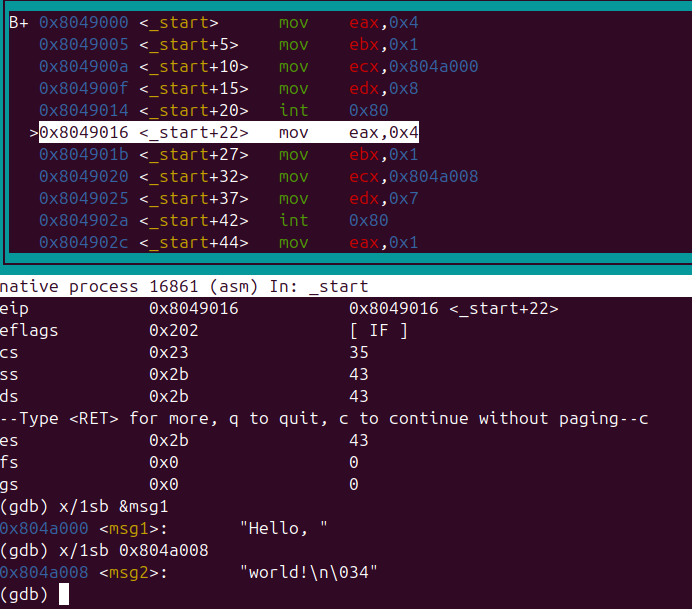 B+ 0x8049000 <_start>      mov    eax,0x4
   0x8049005 <_start+5>    mov    ebx,0x1
   0x804900a <_start+10>   mov    ecx,0x804a000
   0x804900f <_start+15>   mov    edx,0x8
   0x8049014 <_start+20>   int    0x80
  >0x8049016 <_start+22>   mov    eax,0x4
   0x804901b <_start+27>   mov    ebx,0x1
   0x8049020 <_start+32>   mov    ecx,0x804a008
   0x8049025 <_start+37>   mov    edx,0x7
   0x804902a <_start+42>   int    0x80
   0x804902c <_start+44>   mov    eax,0x1
native process 16861 (asm) In: _start
eip            0x8049016           0x8049016 <_start+22>
eflags         0x202               [ IF ]
cs             0x23                35
ss             0x2b                43
ds             0x2b                43
--Type <RET> for more, q to quit, c to continue without paging--c
es             0x2b                43
fs             0x0                 0
gs             0x0                 0
(gdb) x/1sb &msg1
0x804a000 <msg1>:       "Hello, "
(gdb) x/1sb 0x804a008
0x804a008 <msg2>:       "world!\n\034"
(gdb)